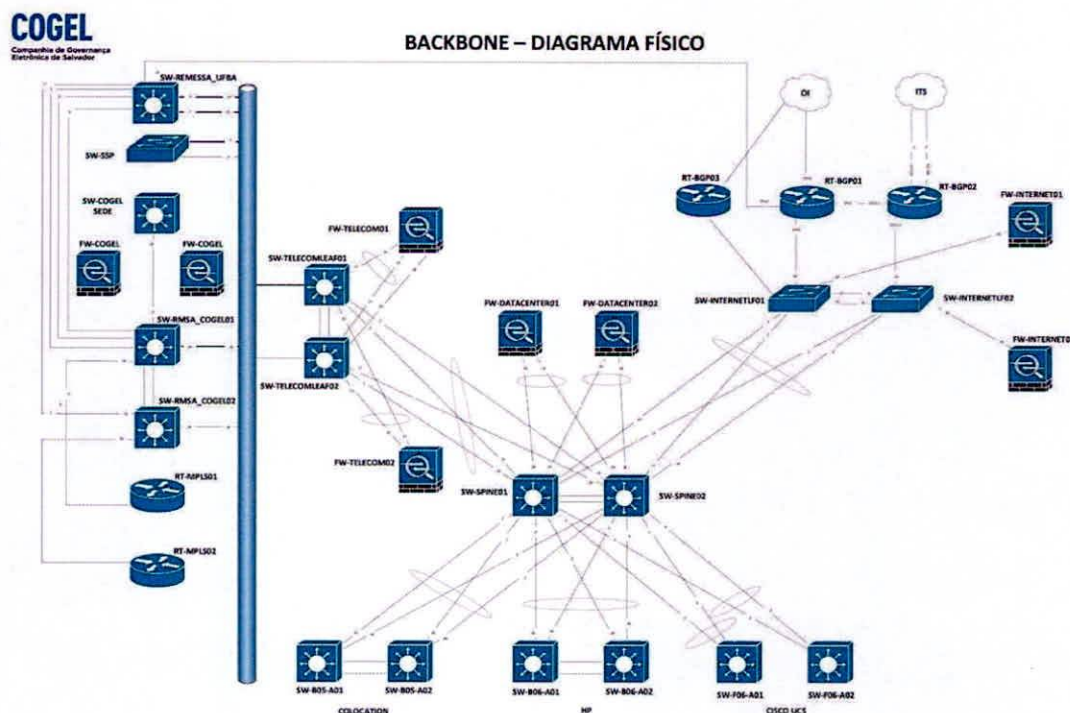 COGEL
Companhia de Governança
Eletrônica de Salvador
BACKBONE – DIAGRAMA FÍSICO
SW-REMESSA_UFBA
OI
ITS
SW-SSP
RT-BGP03
RT-BGP01
RT-BGP02
FW-INTERNET01
SW-COGEL
SEDE
FW-TELECOM01
FW-COGEL
FW-COGEL
SW-TELECOMLEAF01
SW-INTERNETLF01
SW-INTERNETLF02
FW-DATACENTER01
FW-DATACENTER02
SW-RMSA_COGEL01
FW-INTERNET0
SW-TELECOMLEAF02
SW-RMSA_COGEL02
FW-TELECOM02
RT-MPLS01
SW-SPINE01
SW-SPINE02
RT-MPLS02
SW-B05-A01
SW-B05-A02
SW-B06-A01
SW-B06-A02
SW-F06-A01
SW-F06-A02
COLOCATION
HP
CISCO UCS